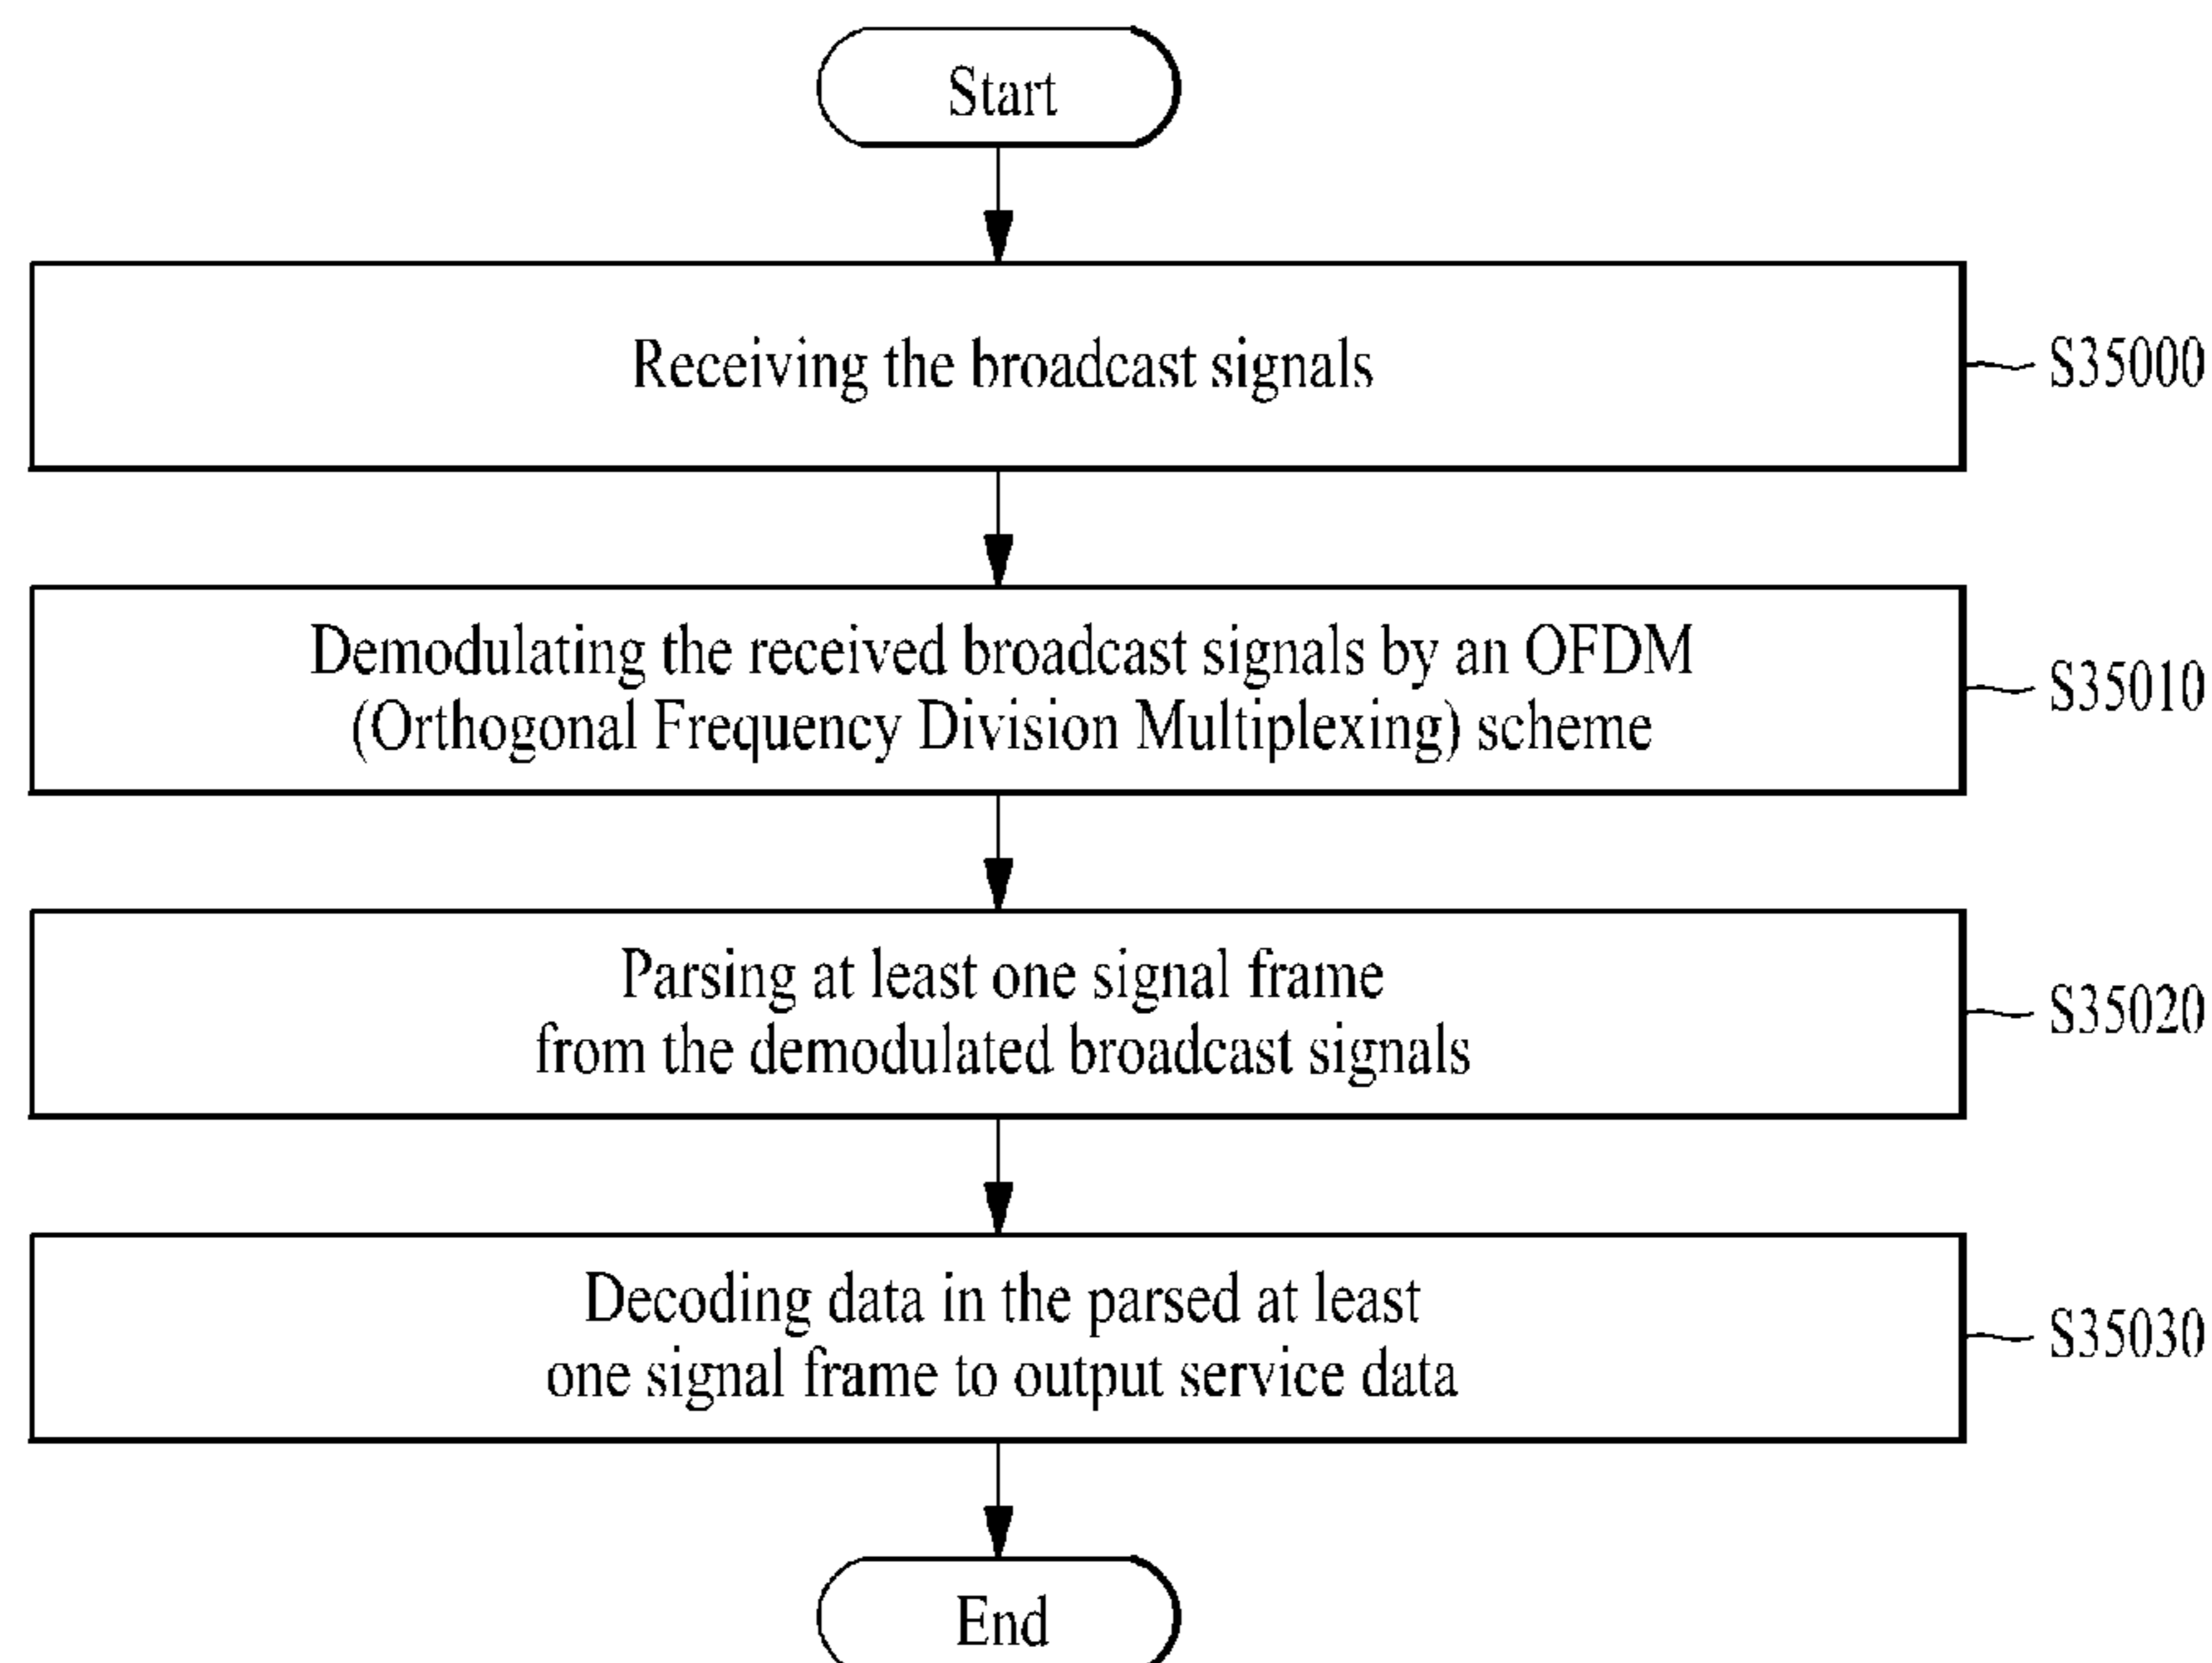 Start
Receiving the broadcast signals
S35000
Demodulating the received broadcast signals by an OFDM
(Orthogonal Frequency Division Multiplexing) scheme
S35010
Parsing at least one signal frame
from the demodulated broadcast signals
S35020
Decoding data in the parsed at least
one signal frame to output service data
S35030
End